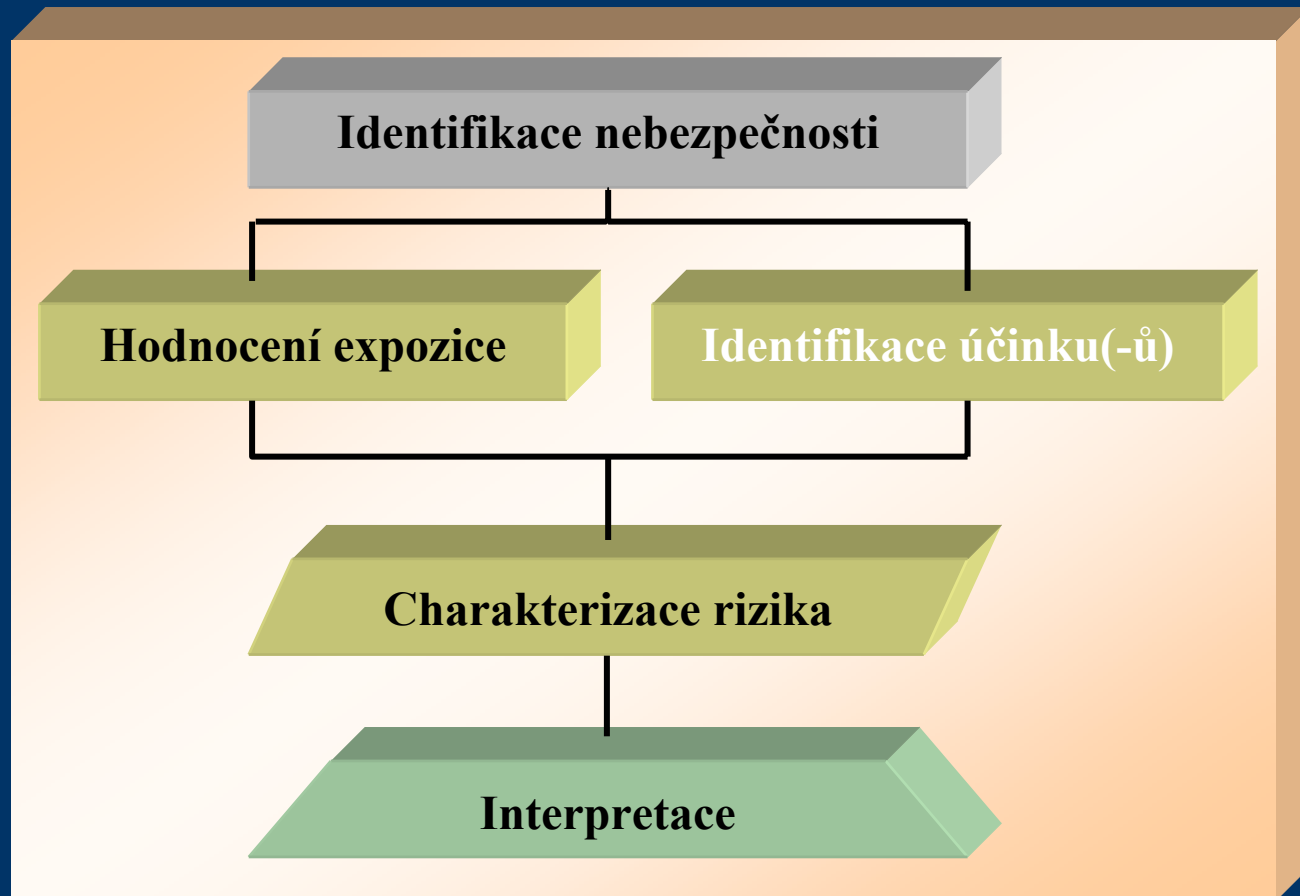 Identifikace nebezpečnosti
Hodnocení expozice
Identifikace účinku(-ů)
Charakterizace rizika
Interpretace